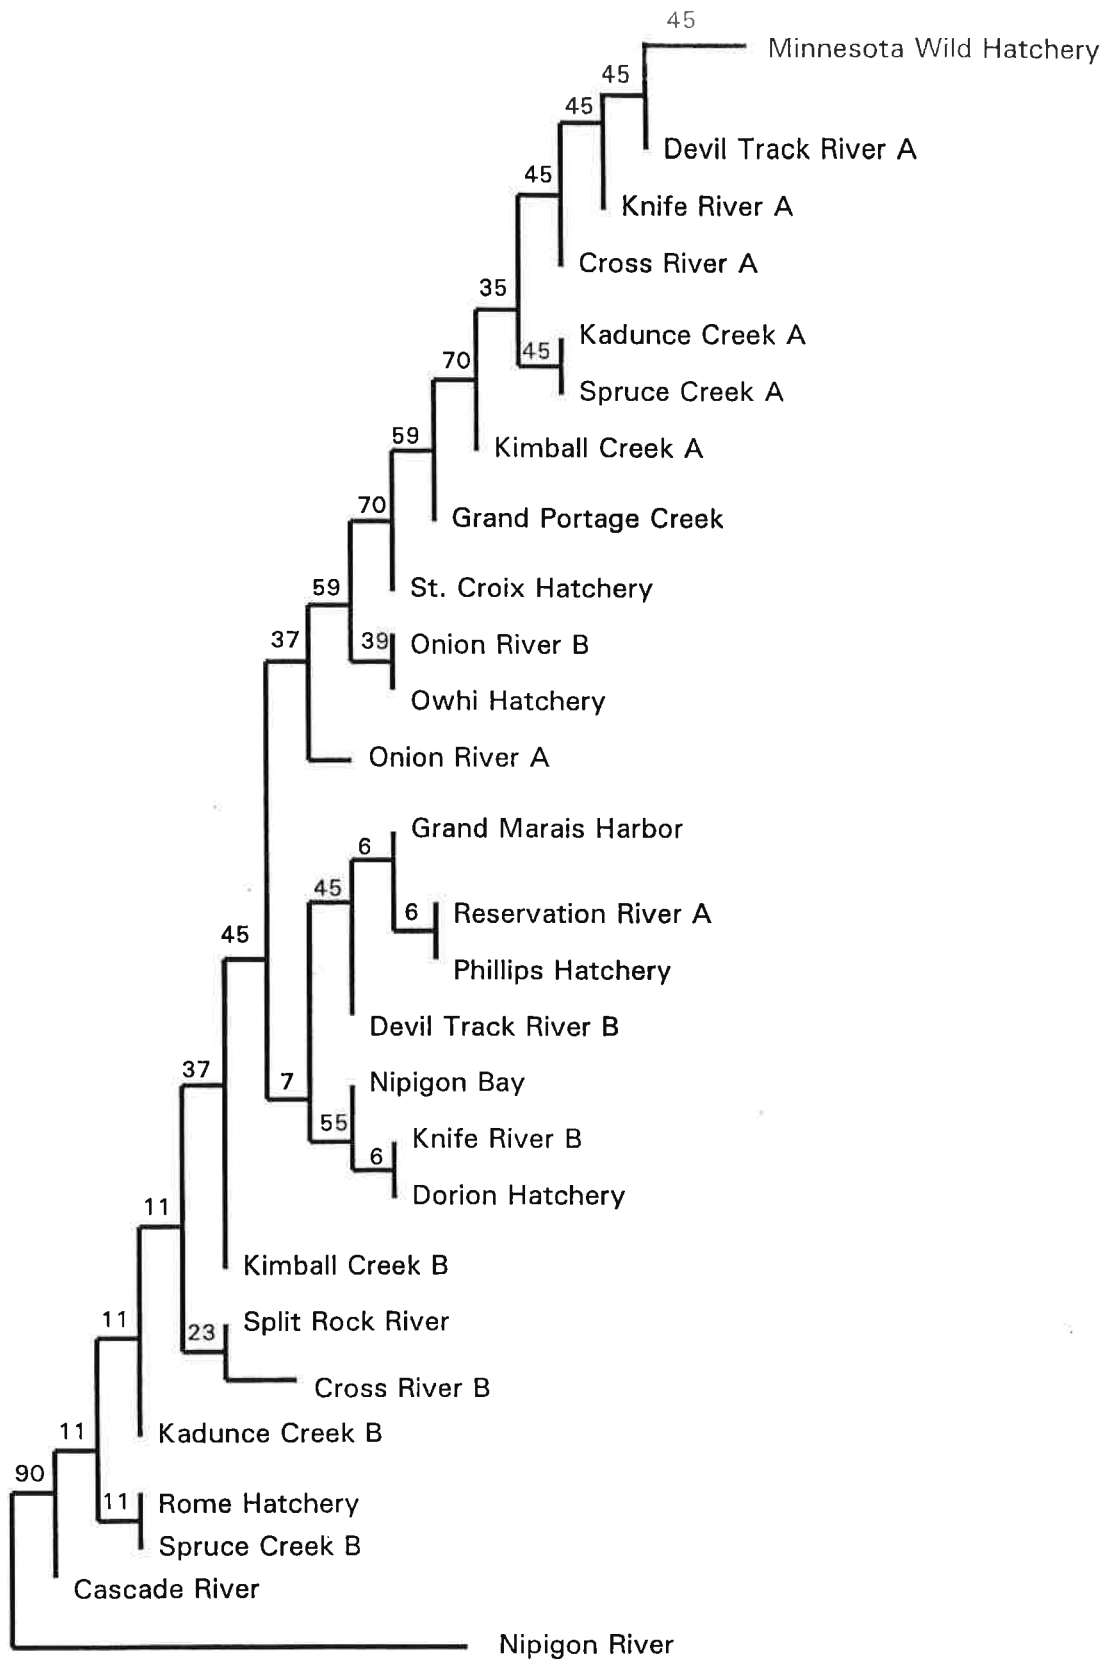 45
Minnesota Wild Hatchery
45
45
Devil Track River A
45
Knife River A
Cross River A
35
Kadunce Creek A
45
70
Spruce Creek A
59
Kimball Creek A
70
Grand Portage Creek
59
St. Croix Hatchery
37
39
Onion River B
Owhi Hatchery
Onion River A
Grand Marais Harbor
6
45
6
Reservation River A
45
Phillips Hatchery
Devil Track River B
37
7
Nipigon Bay
55
Knife River B
6
Dorion Hatchery
11
Kimball Creek B
11
23
Split Rock River
Cross River B
11
Kadunce Creek B
90
11
Rome Hatchery
Spruce Creek B
Cascade River
Nipigon River